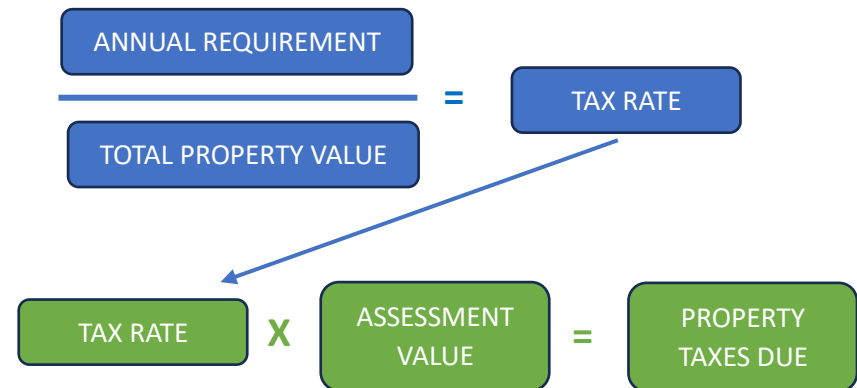 ANNUAL REQUIREMENT
=
TAX RATE
TOTAL PROPERTY VALUE
TAX RATE
X
ASSESSMENT
VALUE
=
PROPERTY
TAXES DUE